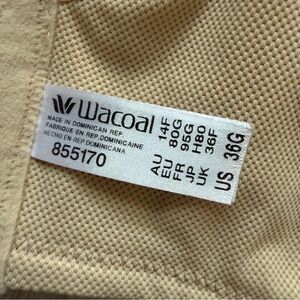 Wacoal
MADE IN DOMINICAN REP.
FABRIQUÉ EN REP. DOMINICAINE
HECHO EN REP. DOMINICANA
855170
AU 14F
EU 80G
FR 95G
JP H80
UK 36F
US 36G